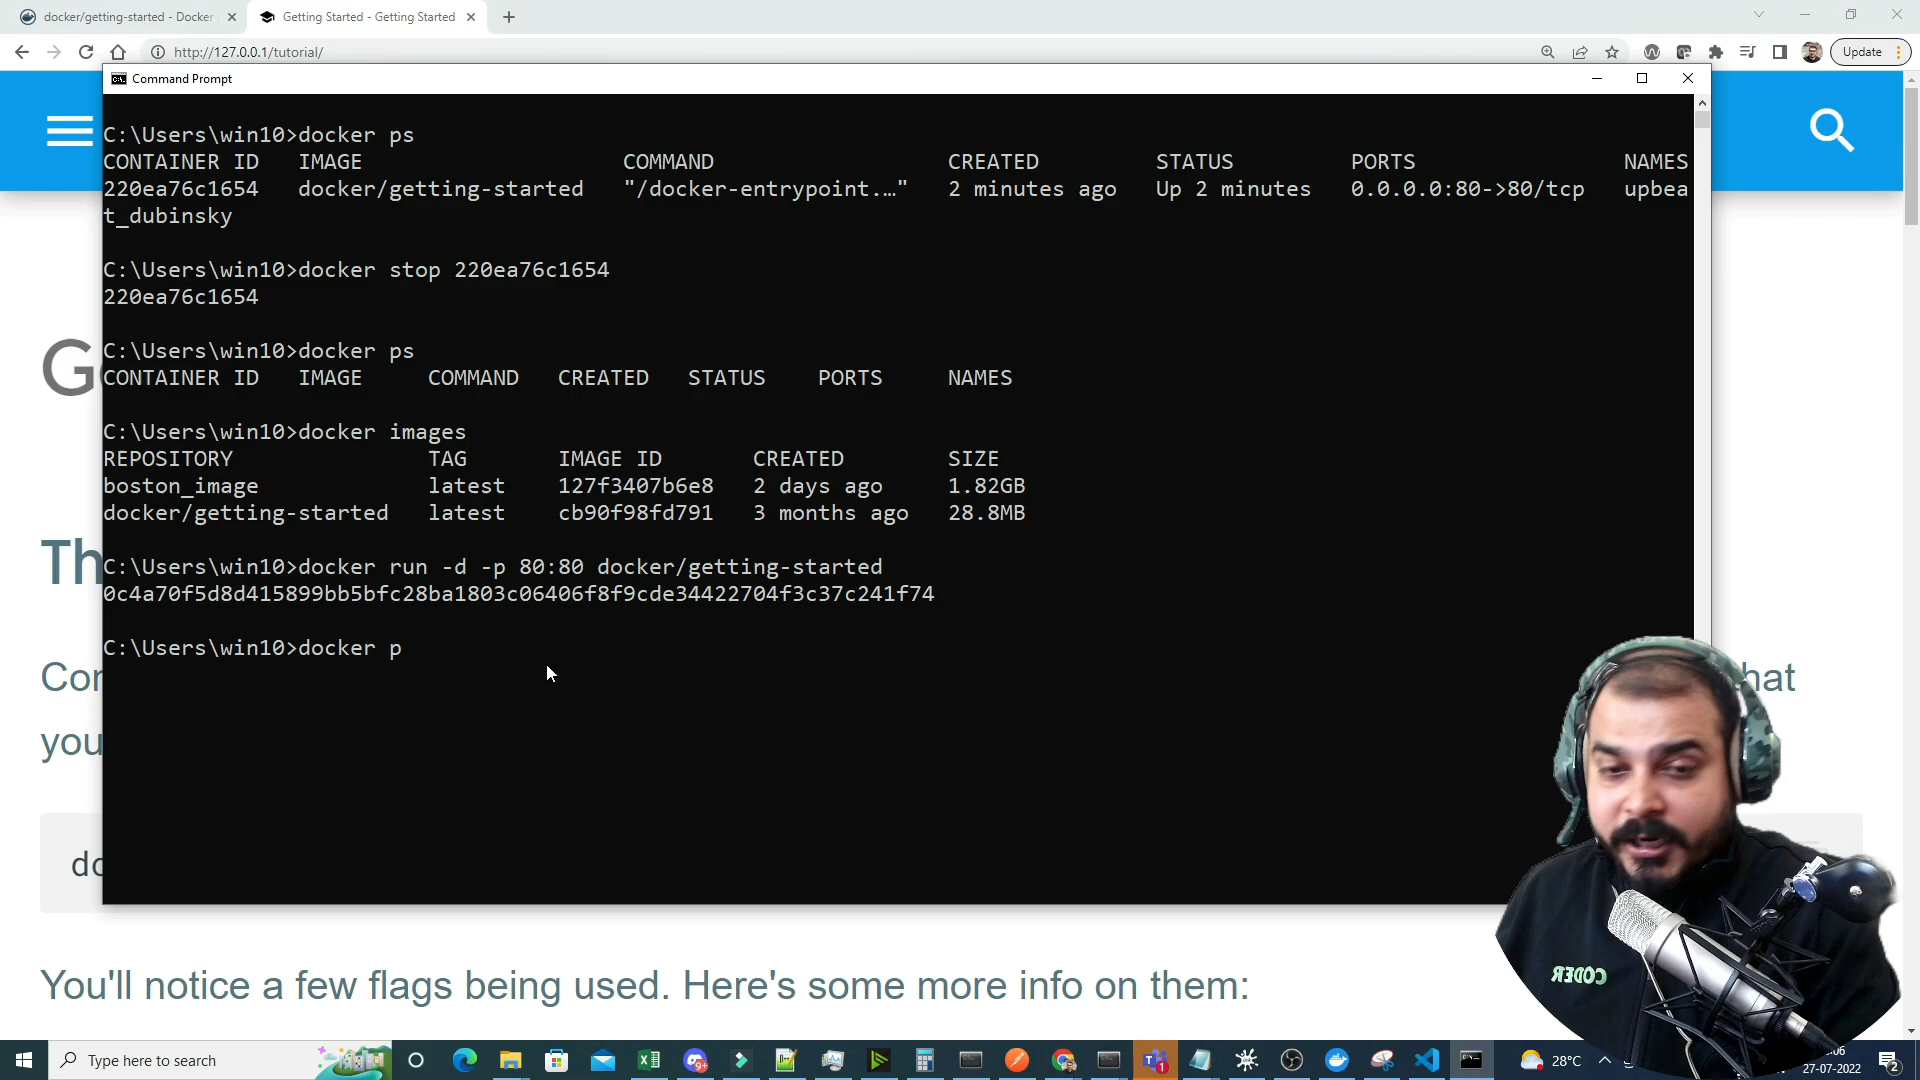 docker/getting-started - Docker
Getting Started - Getting Started
http://127.0.0.1/tutorial/
Update
Command Prompt
C:\Users\win10>docker ps
CONTAINER ID IMAGE COMMAND CREATED STATUS PORTS NAMES
220ea76c1654 docker/getting-started "/docker-entrypoint.…" 2 minutes ago Up 2 minutes 0.0.0.0:80->80/tcp upbea
t_dubinsky
C:\Users\win10>docker stop 220ea76c1654
220ea76c1654
C:\Users\win10>docker ps
CONTAINER ID IMAGE COMMAND CREATED STATUS PORTS NAMES
C:\Users\win10>docker images
REPOSITORY TAG IMAGE ID CREATED SIZE
boston_image latest 127f3407b6e8 2 days ago 1.82GB
docker/getting-started latest cb90f98fd791 3 months ago 28.8MB
C:\Users\win10>docker run -d -p 80:80 docker/getting-started
0c4a70f5d8d415899bb5bfc28ba1803c06406f8f9cde34422704f3c37c241f74
C:\Users\win10>docker p
G
Th
Con
hat
you
do
You'll notice a few flags being used. Here's some more info on them:
CODER
Type here to search
28°C
27-07-2022